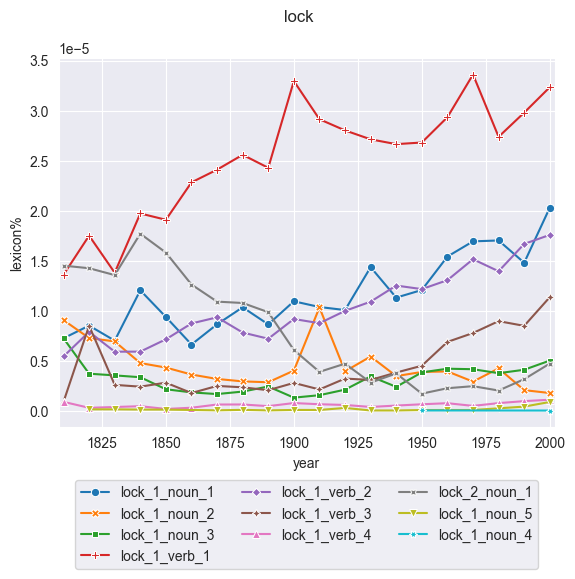 lock
1e−5
3.5
3.0
2.5
2.0
1.5
1.0
0.5
0.0
lexicon%
1825 1850 1875 1900 1925 1950 1975 2000
year
lock_1_noun_1 lock_1_verb_2 lock_2_noun_1
lock_1_noun_2 lock_1_verb_3 lock_1_noun_5
lock_1_noun_3 lock_1_verb_4 lock_1_noun_4
lock_1_verb_1